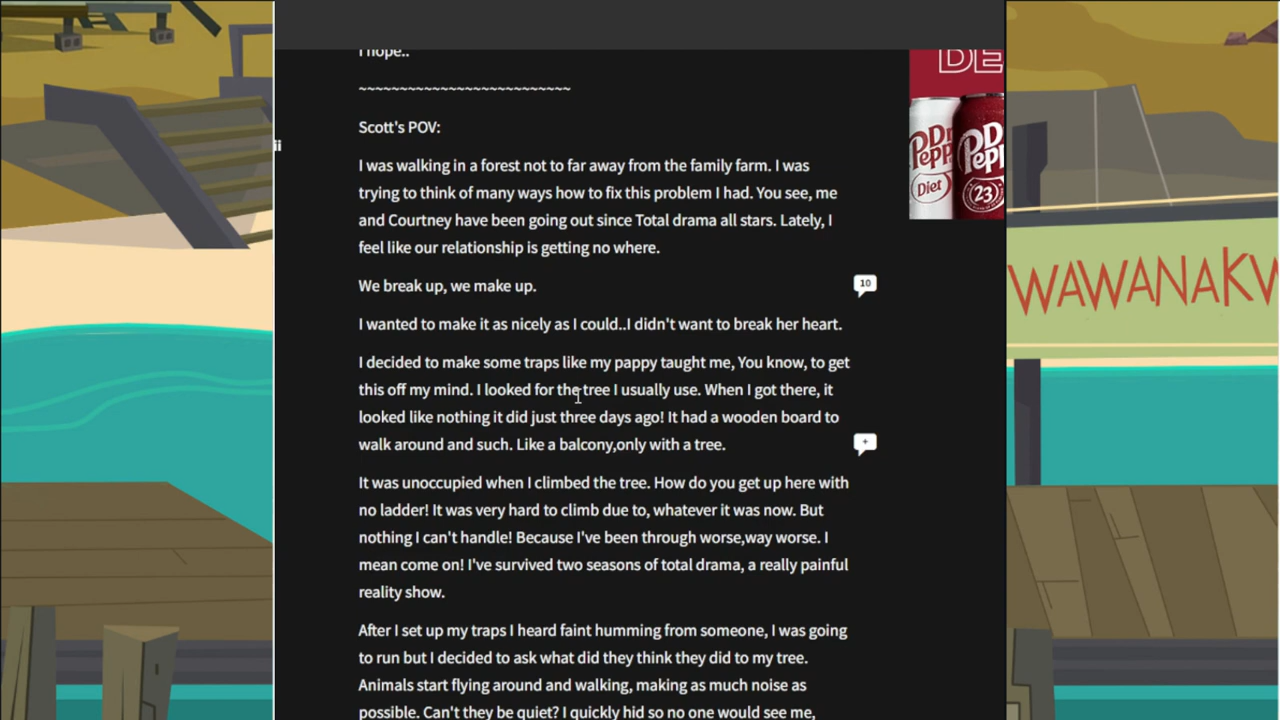 I hope..
~~~~~~~~~~~~~~~~~~~~~~~~~~
Scott's POV:
ii
I was walking in a forest not to far away from the family farm. I was
trying to think of many ways how to fix this problem I had. You see, me
and Courtney have been going out since Total drama all stars. Lately, I
feel like our relationship is getting no where.
We break up, we make up.
10
I wanted to make it as nicely as I could..I didn't want to break her heart.
I decided to make some traps like my pappy taught me, You know, to get
this off my mind. I looked for the tree I usually use. When I got there, it
looked like nothing it did just three days ago! It had a wooden board to
walk around and such. Like a balcony,only with a tree.
+
It was unoccupied when I climbed the tree. How do you get up here with
no ladder! It was very hard to climb due to, whatever it was now. But
nothing I can't handle! Because I've been through worse,way worse. I
mean come on! I've survived two seasons of total drama, a really painful
reality show.
After I set up my traps I heard faint humming from someone, I was going
to run but I decided to ask what did they think they did to my tree.
Animals start flying around and walking, making as much noise as
possible. Can't they be quiet? I quickly hid so no one would see me,
DE
Dr Pepp
Diet
Dr Pepp
23
WAWANAKW